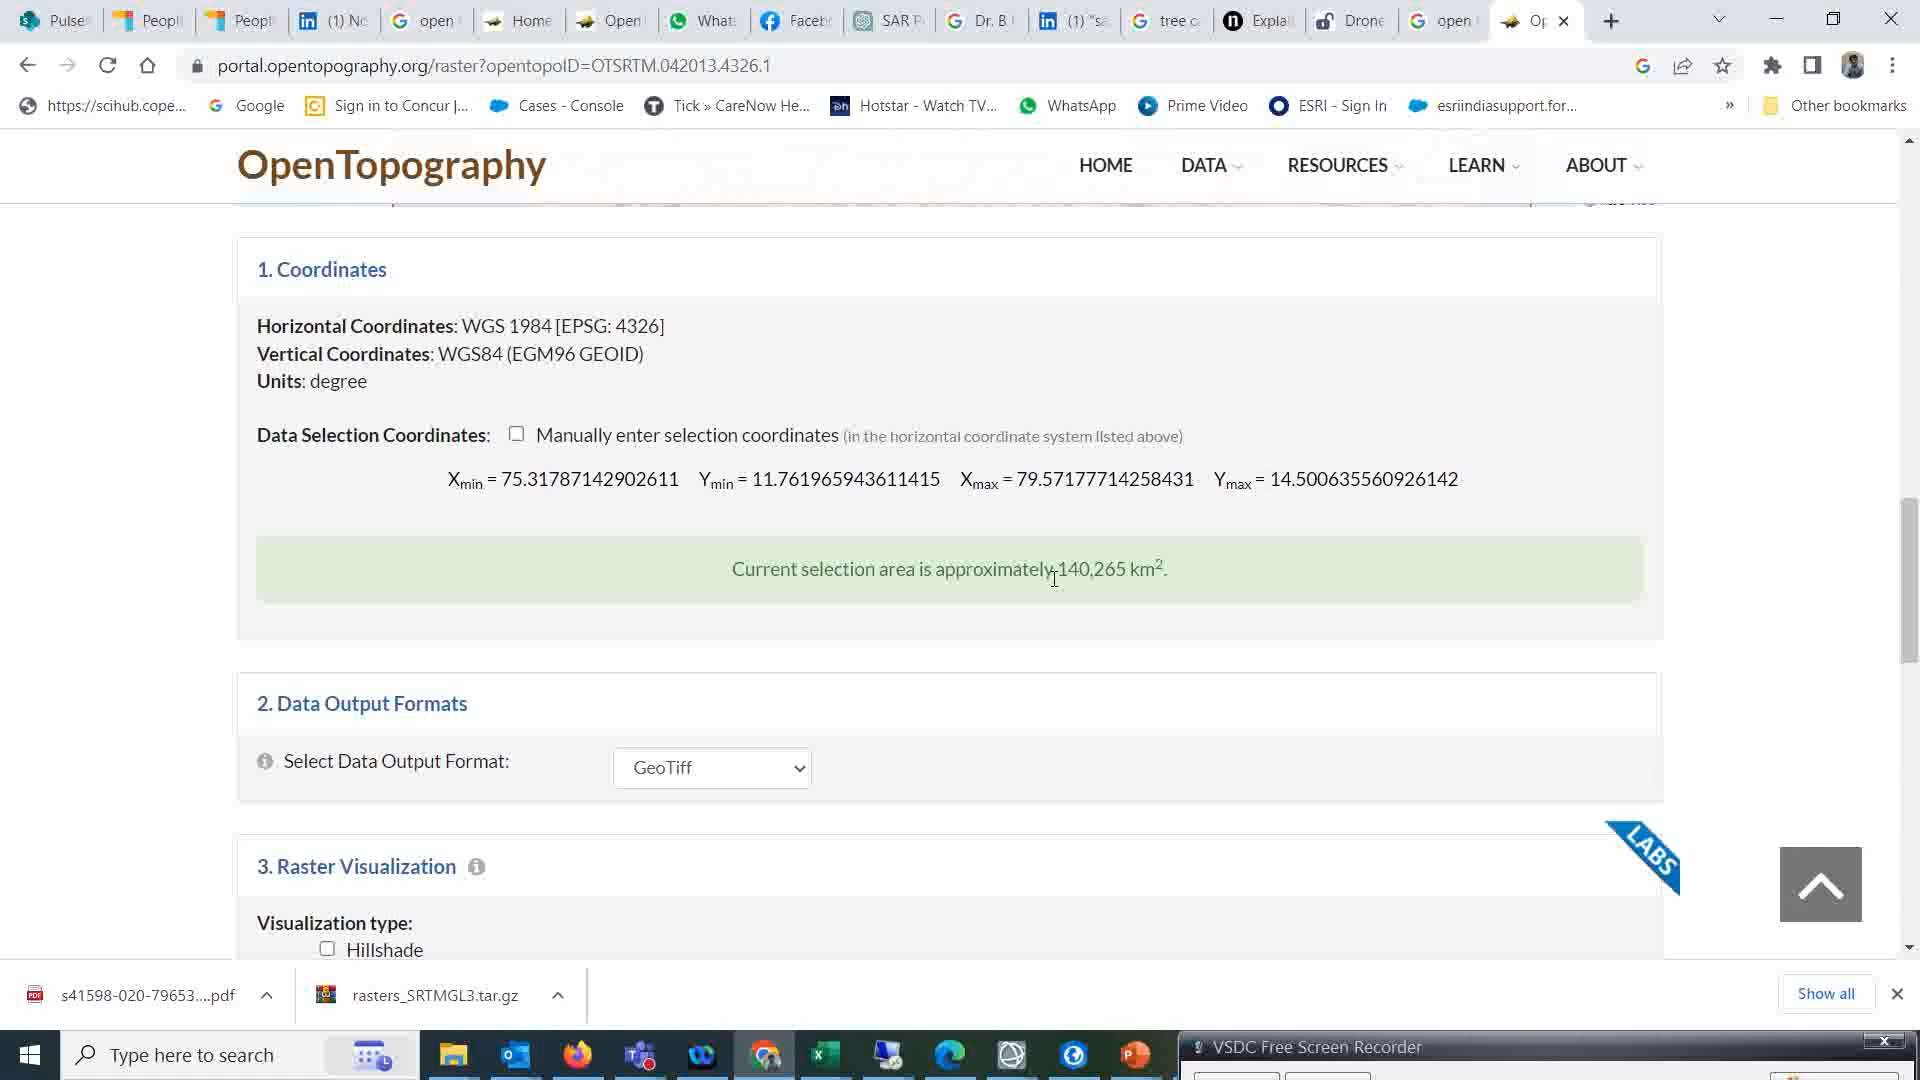 Pulse
Peopl
Peopl
(1) Ne
open
Home
Open
What
Faceb
SAR P
Dr. B
(1) "sa
tree c
Explai
Drone
open
Op
portal.opentopography.org/raster?opentopoID=OTSRTM.042013.4326.1
https://scihub.cope...
Google
Sign in to Concur |...
Cases - Console
Tick » CareNow He...
Hotstar - Watch TV...
WhatsApp
Prime Video
ESRI - Sign In
esriindiasupport.for...
»
Other bookmarks
OpenTopography
HOME DATA RESOURCES LEARN ABOUT
1. Coordinates
Horizontal Coordinates: WGS 1984 [EPSG: 4326]
Vertical Coordinates: WGS84 (EGM96 GEOID)
Units: degree
Data Selection Coordinates: Manually enter selection coordinates (in the horizontal coordinate system listed above)
Xmin = 75.31787142902611 Ymin = 11.761965943611415 Xmax = 79.57177714258431 Ymax = 14.500635560926142
Current selection area is approximately 140,265 km2.
2. Data Output Formats
Select Data Output Format: GeoTiff
LABS
3. Raster Visualization
Visualization type:
Hillshade
s41598-020-79653....pdf
rasters_SRTMGL3.tar.gz
Show all
Type here to search
VSDC Free Screen Recorder